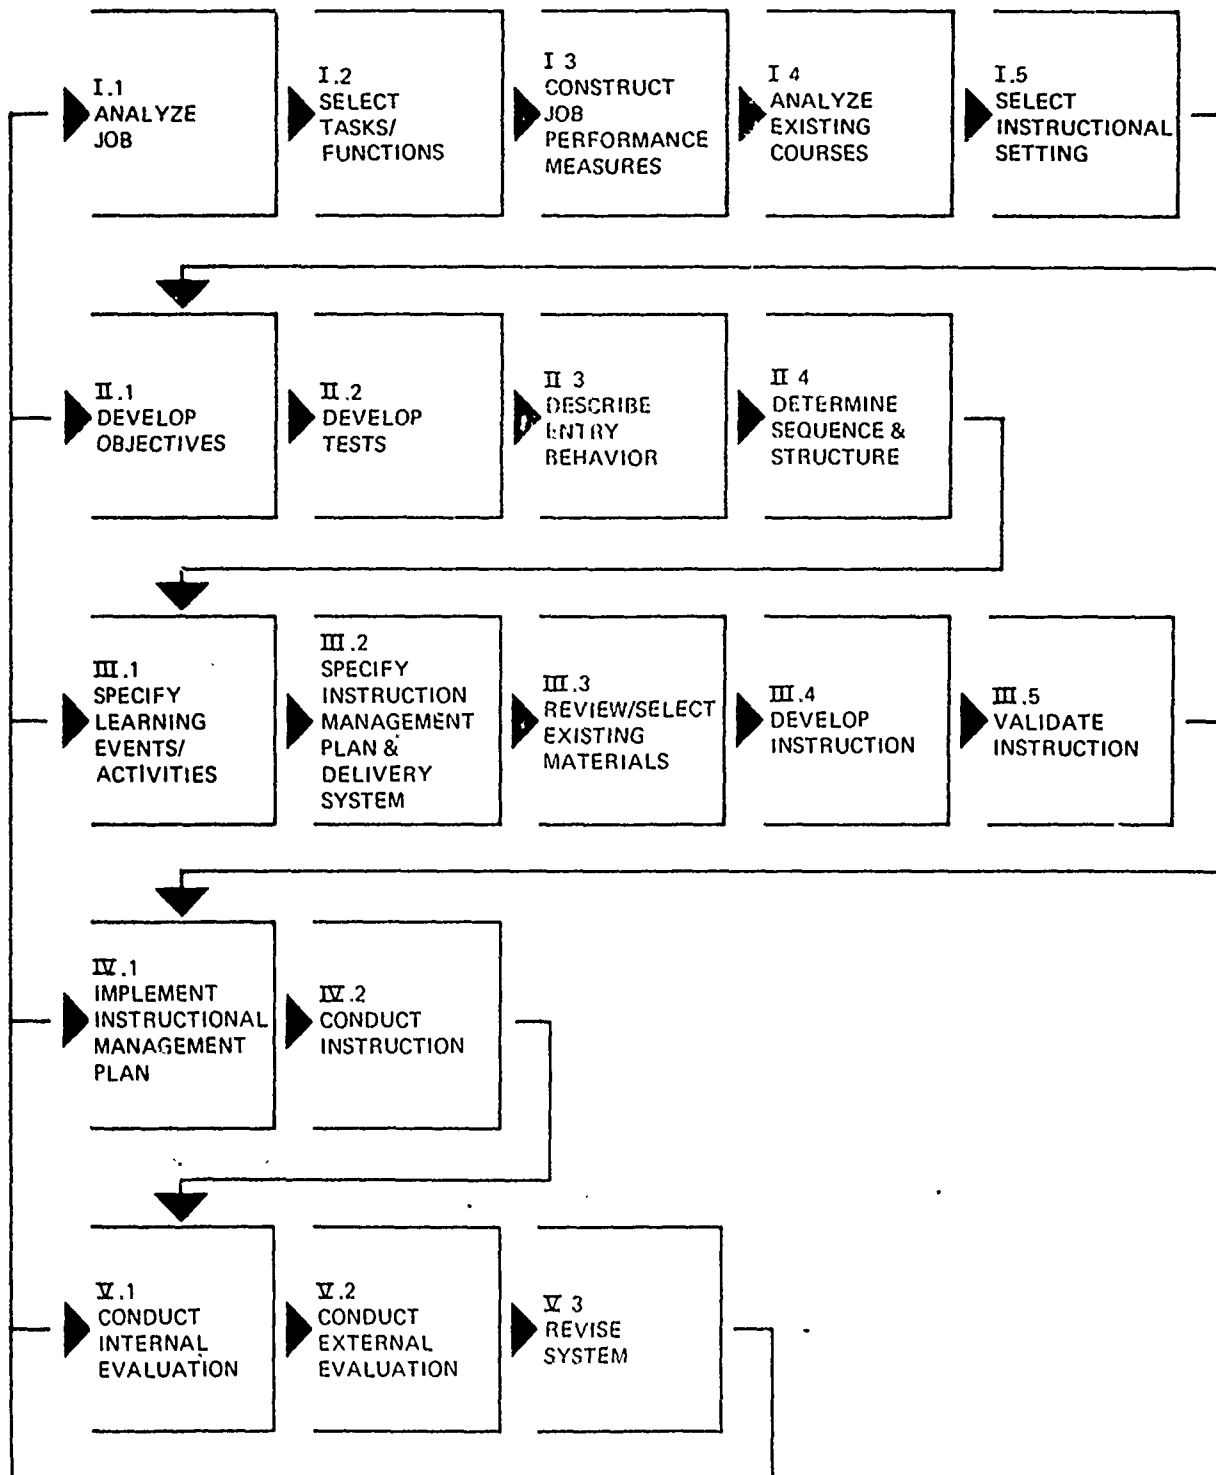 I.1
ANALYZE
JOB
I.2
SELECT
TASKS/
FUNCTIONS
I 3
CONSTRUCT
JOB
PERFORMANCE
MEASURES
I 4
ANALYZE
EXISTING
COURSES
I.5
SELECT
INSTRUCTIONAL
SETTING
II.1
DEVELOP
OBJECTIVES
II.2
DEVELOP
TESTS
II 3
DESCRIBE
ENTRY
BEHAVIOR
II 4
DETERMINE
SEQUENCE &
STRUCTURE
III.1
SPECIFY
LEARNING
EVENTS/
ACTIVITIES
III.2
SPECIFY
INSTRUCTION
MANAGEMENT
PLAN &
DELIVERY
SYSTEM
III.3
REVIEW/SELECT
EXISTING
MATERIALS
III.4
DEVELOP
INSTRUCTION
III.5
VALIDATE
INSTRUCTION
IV.1
IMPLEMENT
INSTRUCTIONAL
MANAGEMENT
PLAN
IV.2
CONDUCT
INSTRUCTION
V.1
CONDUCT
INTERNAL
EVALUATION
V.2
CONDUCT
EXTERNAL
EVALUATION
V 3
REVISE
SYSTEM